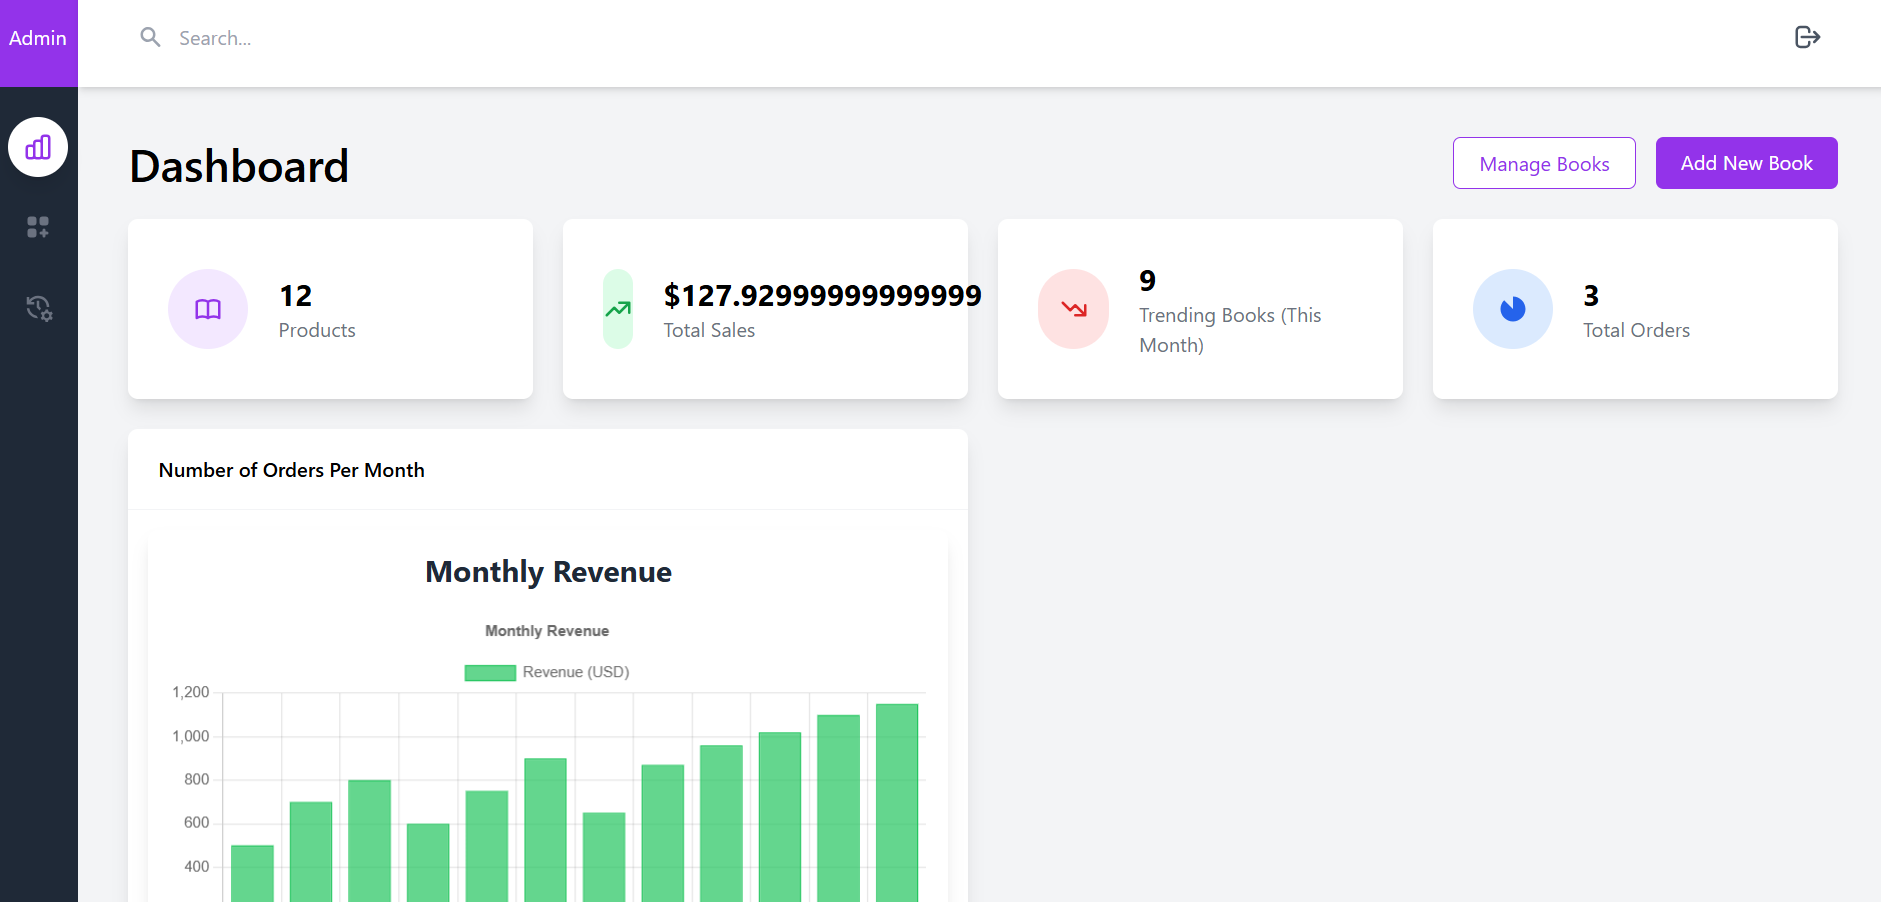 Admin
Search...
Dashboard
Manage Books
Add New Book
12
Products
$127.92999999999999
Total Sales
9
Trending Books (This
Month)
3
Total Orders
Number of Orders Per Month
Monthly Revenue
Monthly Revenue
Revenue (USD)
1,200
1,000
800
600
400